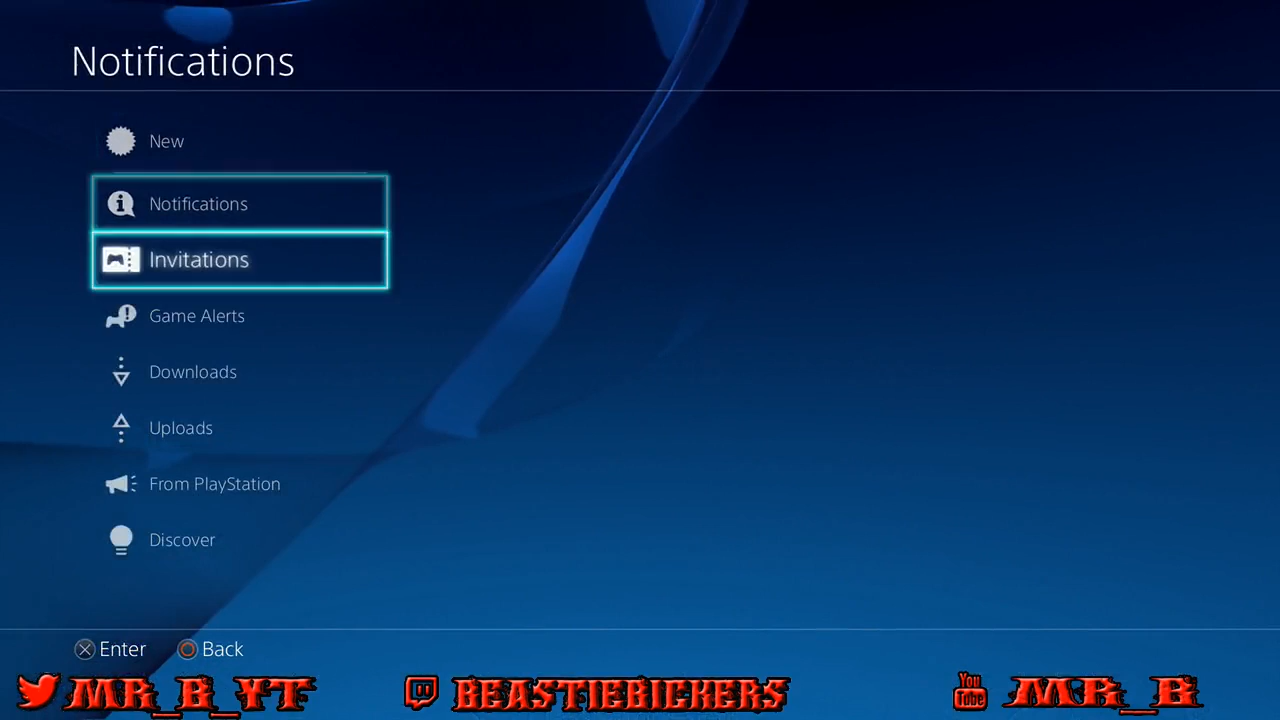 Notifications
New
Notifications
Invitations
Game Alerts
Downloads
Uploads
From PlayStation
Discover
Enter Back
MR_B_YT BEASTIEBICKERS You Tube MR_B